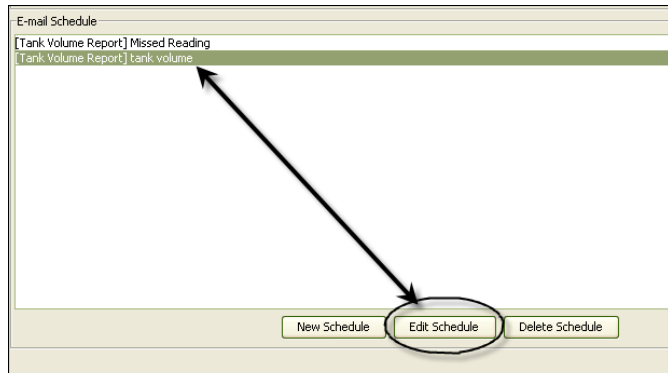 E-mail Schedule
[Tank Volume Report] Missed Reading
[Tank Volume Report] tank volume
New Schedule Edit Schedule Delete Schedule